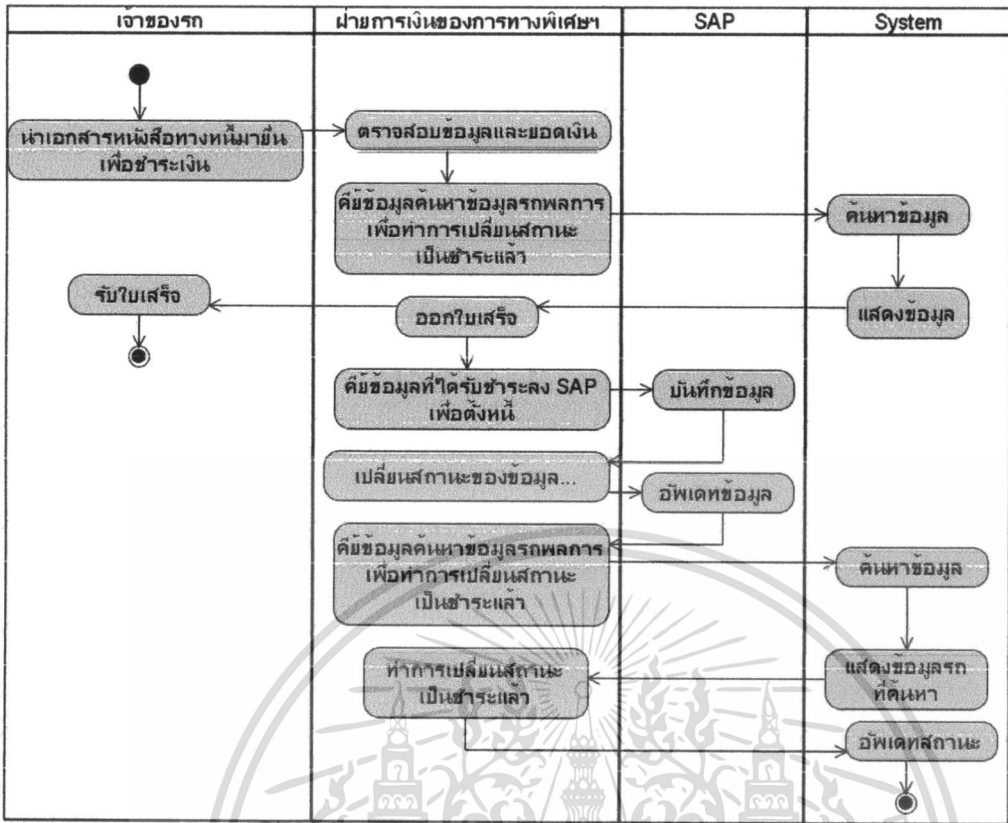 เจ้าของรถ
ฝ่ายการเงินของการทางพิเศษฯ
SAP
System
นำเอกสารหนังสือทางหนี้มายื่น
เพื่อชำระเงิน
ตรวจสอบข้อมูลและยอดเงิน
คีย์ข้อมูลค้นหาข้อมูลรถพลการ
เพื่อทำการเปลี่ยนสถานะ
เป็นชำระแล้ว
ค้นหาข้อมูล
รับใบเสร็จ
ออกใบเสร็จ
แสดงข้อมูล
คีย์ข้อมูลที่ได้รับชำระลง SAP
เพื่อตั้งหนี้
บันทึกข้อมูล
เปลี่ยนสถานะของข้อมูล...
อัพเดทข้อมูล
คีย์ข้อมูลค้นหาข้อมูลรถพลการ
เพื่อทำการเปลี่ยนสถานะ
เป็นชำระแล้ว
ค้นหาข้อมูล
ทำการเปลี่ยนสถานะ
เป็นชำระแล้ว
แสดงข้อมูลรถ
ที่ค้นหา
อัพเดทสถานะ